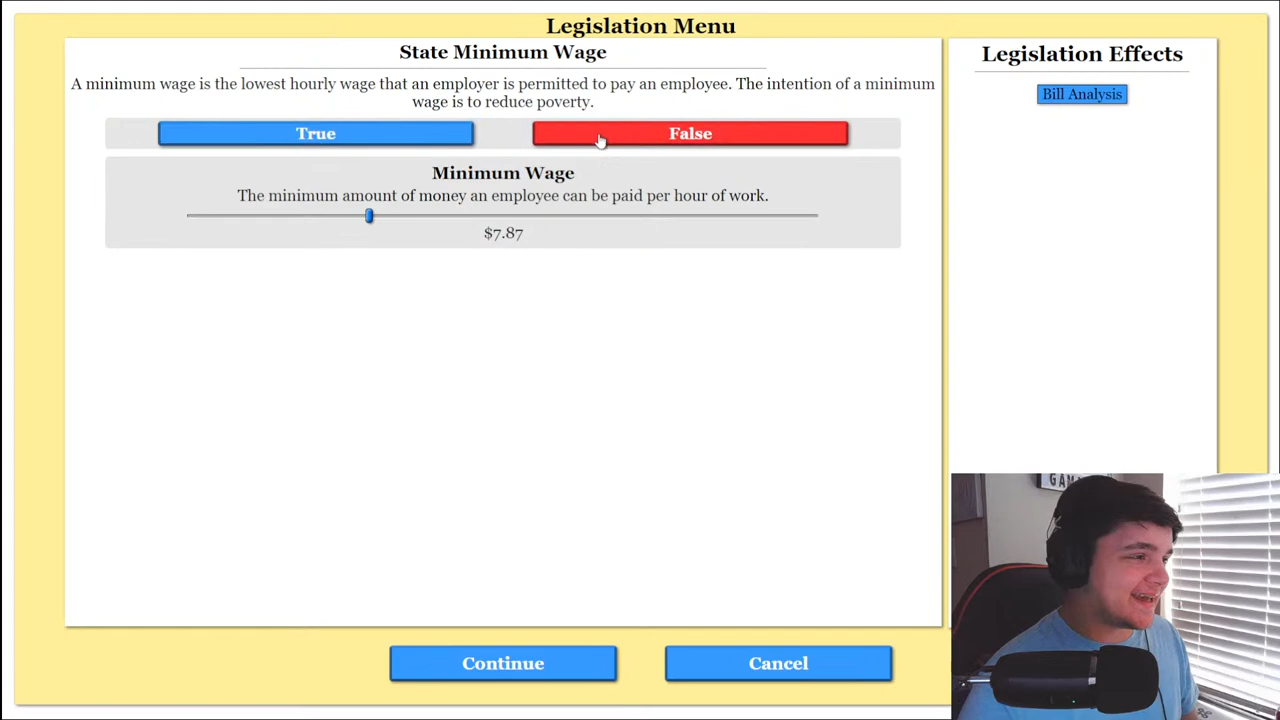 Legislation Menu
State Minimum Wage
A minimum wage is the lowest hourly wage that an employer is permitted to pay an employee. The intention of a minimum
wage is to reduce poverty.
True
False
Minimum Wage
The minimum amount of money an employee can be paid per hour of work.
$7.87
Continue
Cancel
Legislation Effects
Bill Analysis